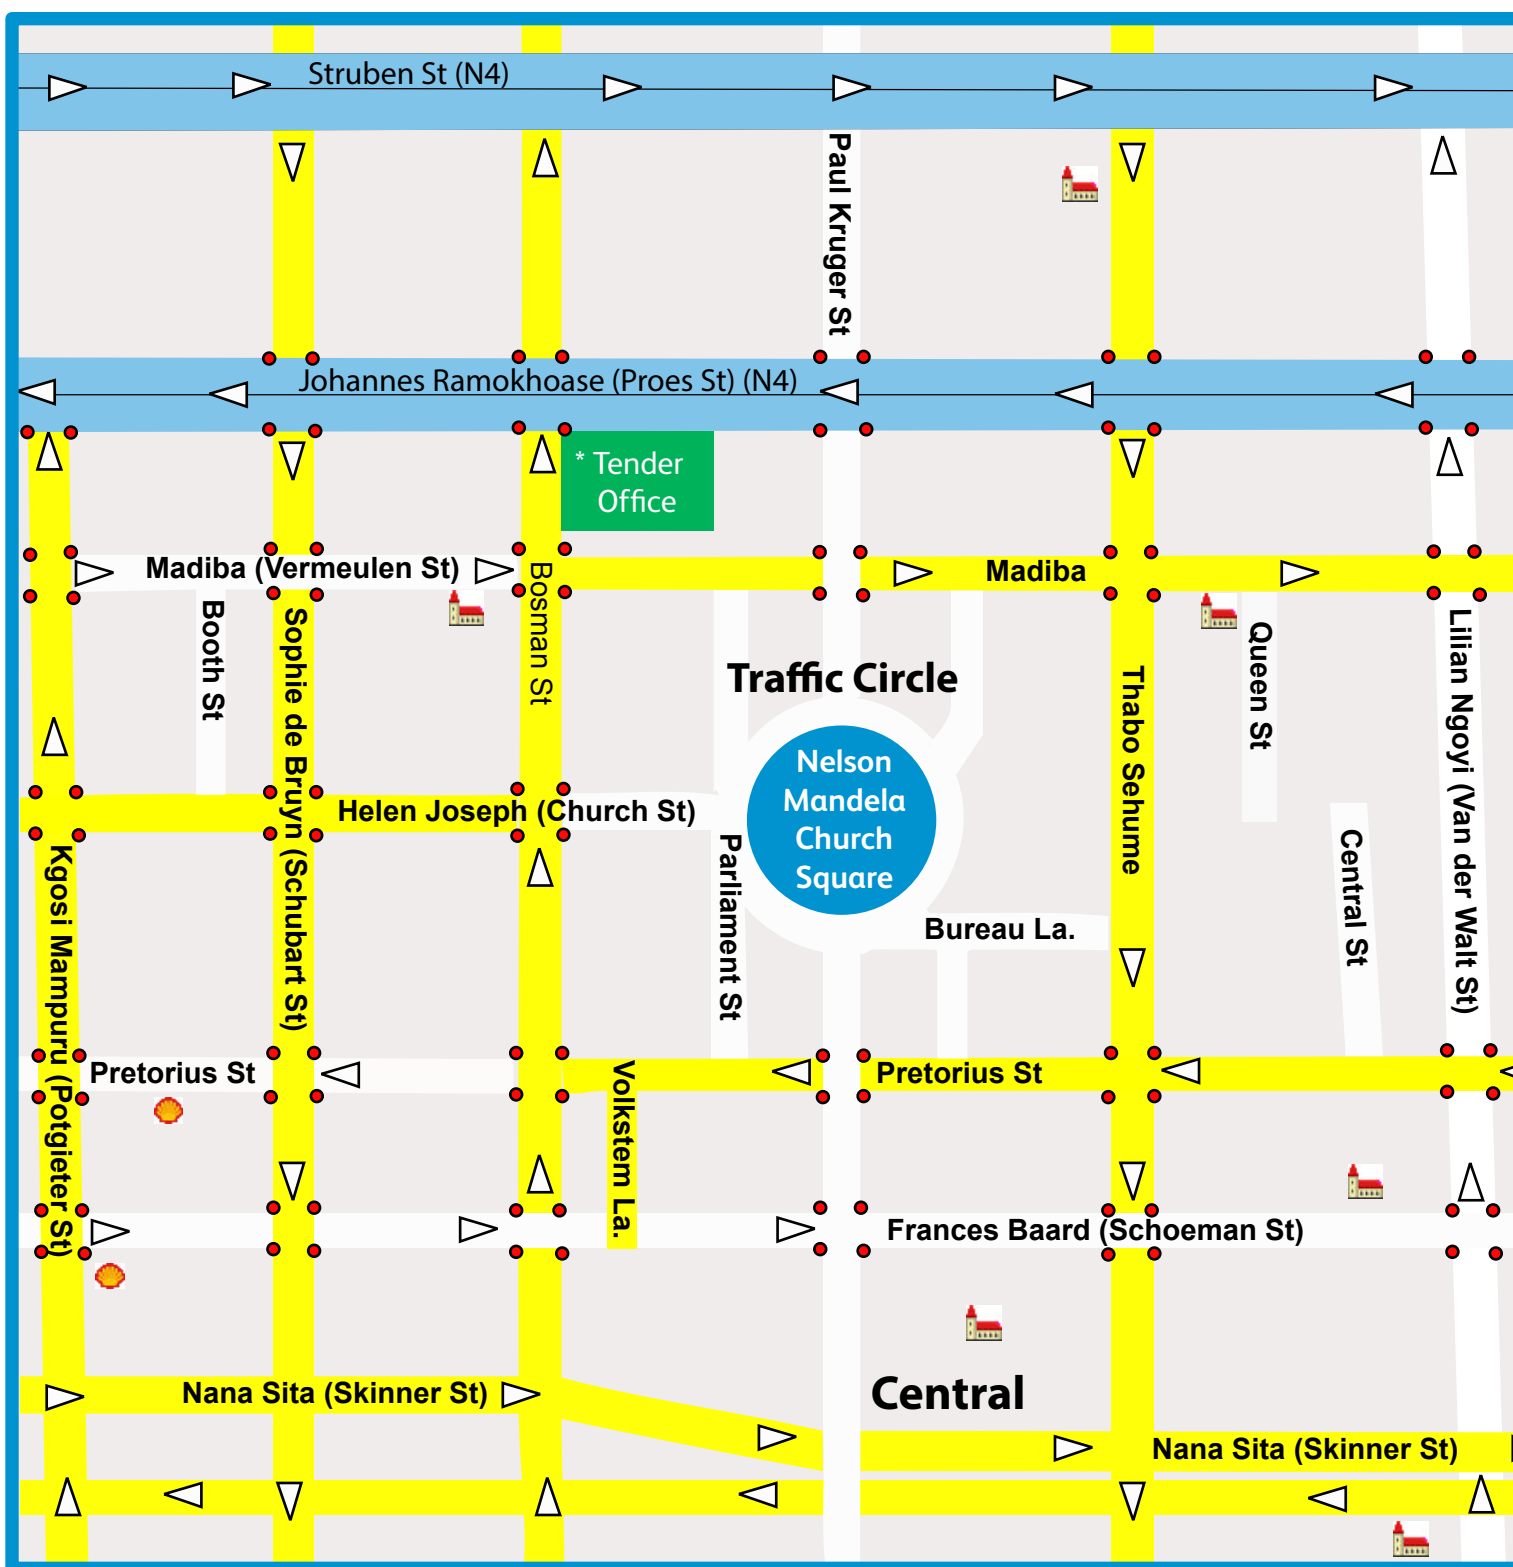 Struben St (N4)
Paul Kruger St
Johannes Ramokhoase (Proes St) (N4)
* Tender
Office
Madiba (Vermeulen St)
Madiba
Bosman St
Booth St
Sophie de Bruyn (Schubart St)
Queen St
Lilian Ngoyi (Van der Walt St)
Traffic Circle
Thabo Sehume
Nelson
Mandela
Church
Square
Helen Joseph (Church St)
Parliament St
Central St
Kgosi Mampuru (Potgieter St)
Bureau La.
Pretorius St
Pretorius St
Volkstem La.
Frances Baard (Schoeman St)
Nana Sita (Skinner St)
Central
Nana Sita (Skinner St)